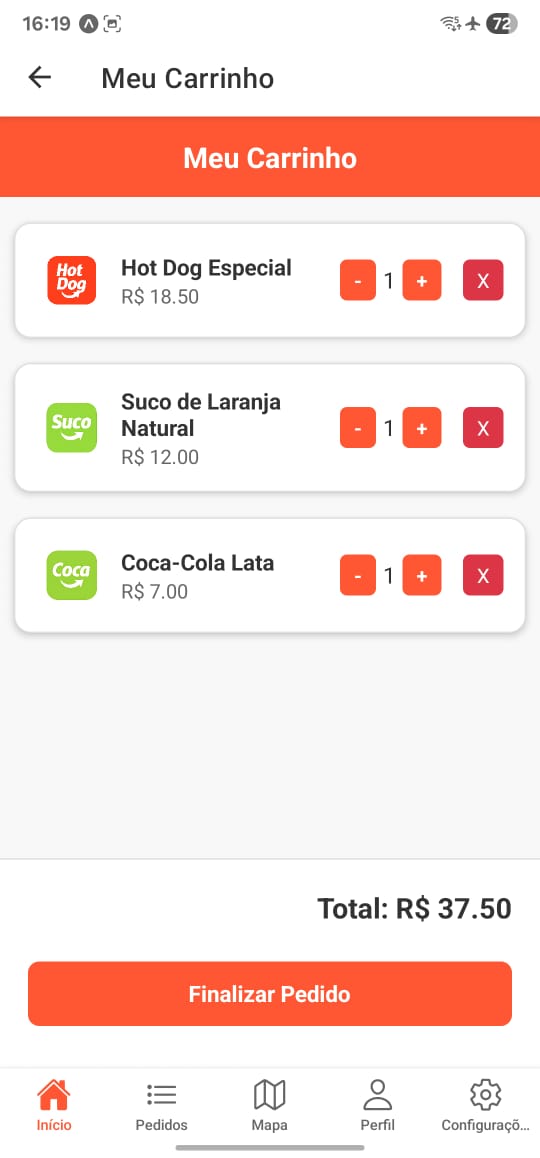 16:19 72
Meu Carrinho
Meu Carrinho
Hot
Dog
Hot Dog Especial
R$ 18.50
- 1 + X
Suco
Suco de Laranja
Natural
R$ 12.00
- 1 + X
Coca
Coca-Cola Lata
R$ 7.00
- 1 + X
Total: R$ 37.50
Finalizar Pedido
Início Pedidos Mapa Perfil Configuraçõ...